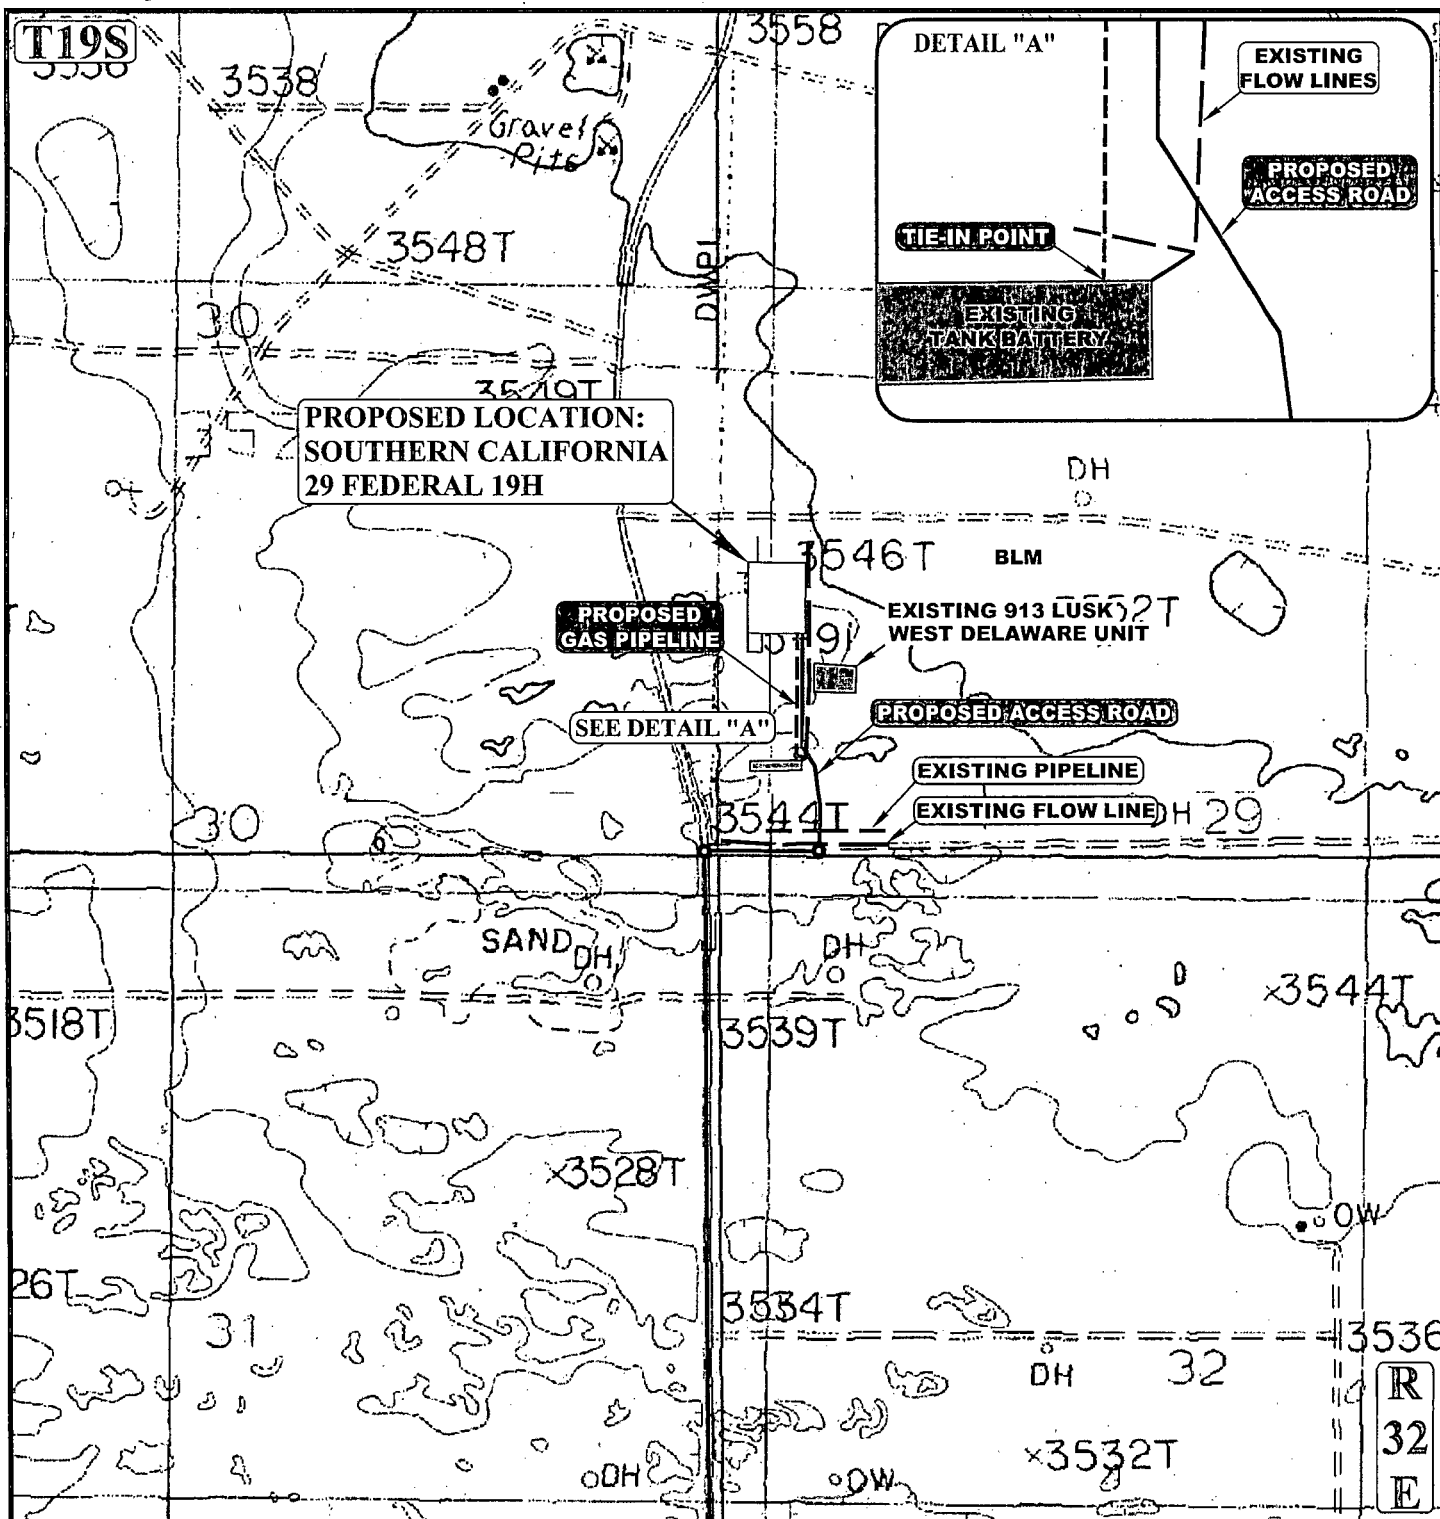 T19S
3558
DETAIL "A"
EXISTING
FLOW LINES
3538
Gravel
Pits
PROPOSED
ACCESS ROAD
TIE-IN POINT
3548T
DWPL
EXISTING
TANK BATTERY
30
3549T
PROPOSED LOCATION:
SOUTHERN CALIFORNIA
29 FEDERAL 19H
DH
3546T
BLM
PROPOSED
GAS PIPELINE
EXISTING 913 LUSK
WEST DELAWARE UNIT
SEE DETAIL "A"
PROPOSED ACCESS ROAD
EXISTING PIPELINE
EXISTING FLOW LINE
30
3544T
DH
29
6
SAND
DH
DH
3518T
×3544T
3539T
×3528T
OW
26T
31
3534T
3536
DH
32
R
32
E
×3532T
DH
OW